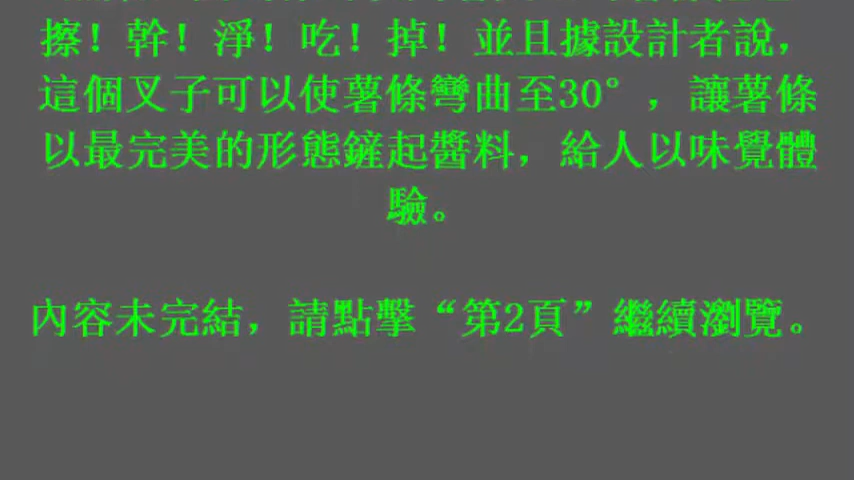 擦！幹！淨！吃！掉！並且據設計者說，
這個叉子可以使薯條彎曲至30°，讓薯條
以最完美的形態鏟起醬料，給人以味覺體
驗。
內容未完結，請點擊“第2頁”繼續瀏覽。